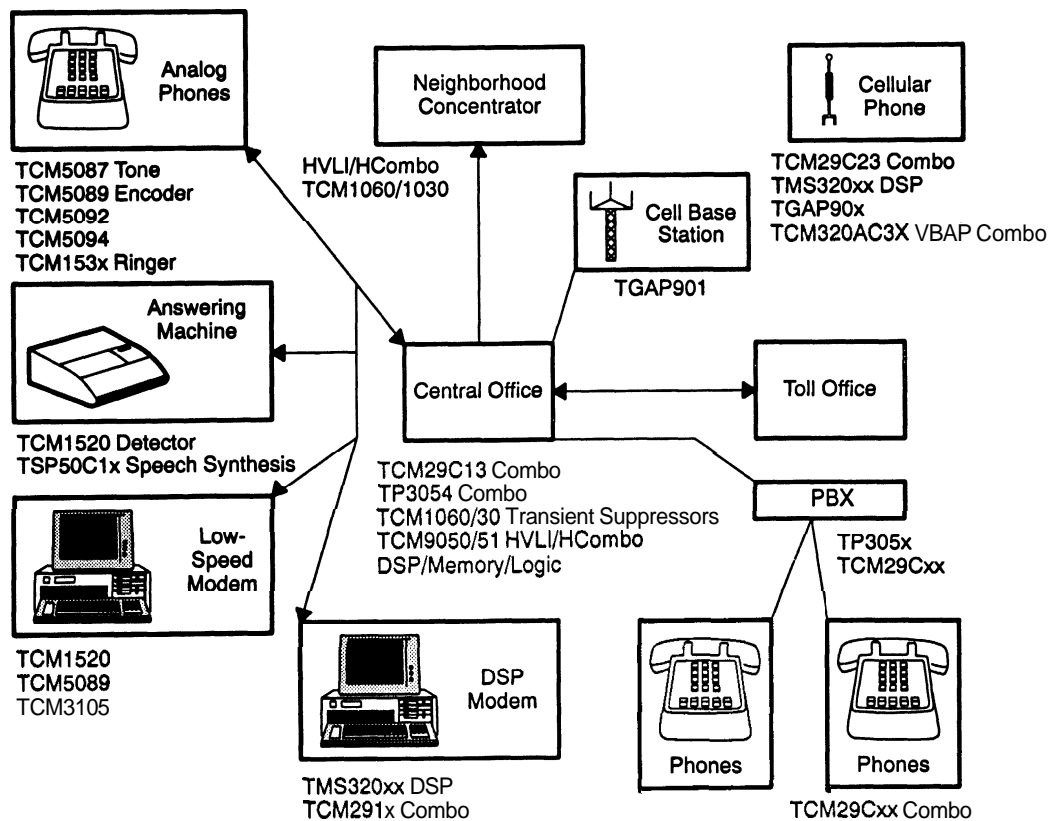 Analog
Phones
TCM5087 Tone
TCM5089 Encoder
TCM5092
TCM5094
TCM153x Ringer
Neighborhood
Concentrator
HVLI/HCombo
TCM1060/1030
Cellular
Phone
TCM29C23 Combo
TMS320xx DSP
TGAP90x
TCM320AC3X VBAP Combo
Cell Base
Station
TGAP901
Answering
Machine
TCM1520 Detector
TSP50C1x Speech Synthesis
Central Office
Toll Office
TCM29C13 Combo
TP3054 Combo
TCM1060/30 Transient Suppressors
TCM9050/51 HVLI/HCombo
DSP/Memory/Logic
PBX
TP305x
TCM29Cxx
Low-
Speed
Modem
TCM1520
TCM5089
TCM3105
DSP
Modem
TMS320xx DSP
TCM291x Combo
Phones
Phones
TCM29Cxx Combo